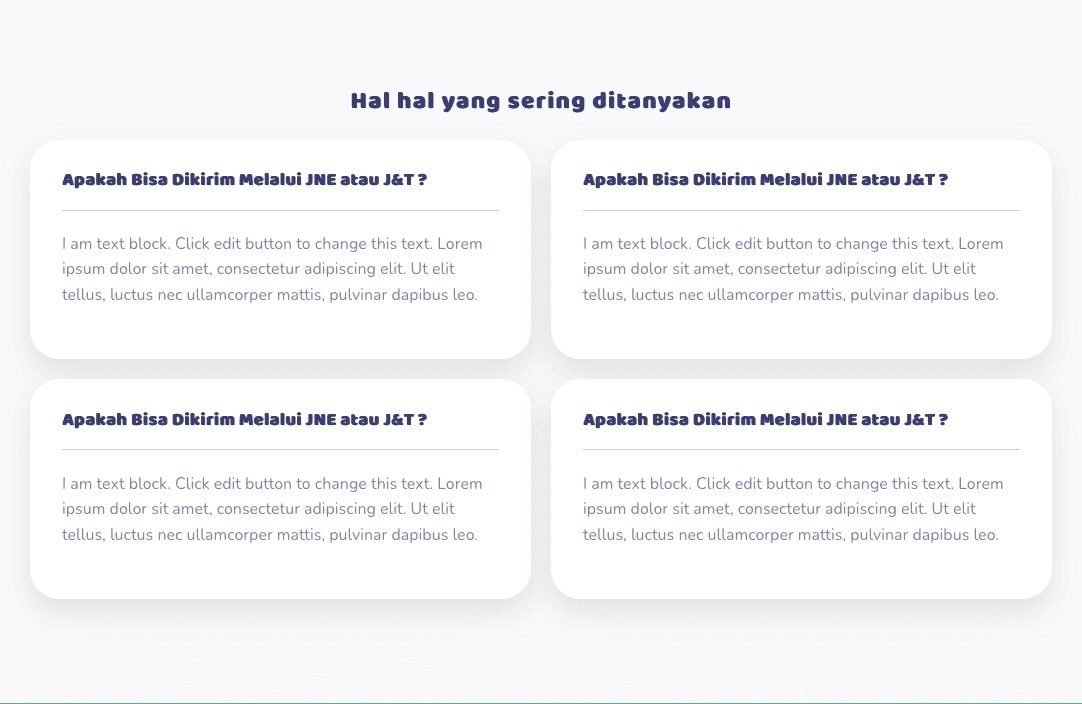 Hal hal yang sering ditanyakan
Apakah Bisa Dikirim Melalui JNE atau J&T ?
I am text block. Click edit button to change this text. Lorem
ipsum dolor sit amet, consectetur adipiscing elit. Ut elit
tellus, luctus nec ullamcorper mattis, pulvinar dapibus leo.
Apakah Bisa Dikirim Melalui JNE atau J&T ?
I am text block. Click edit button to change this text. Lorem
ipsum dolor sit amet, consectetur adipiscing elit. Ut elit
tellus, luctus nec ullamcorper mattis, pulvinar dapibus leo.
Apakah Bisa Dikirim Melalui JNE atau J&T ?
I am text block. Click edit button to change this text. Lorem
ipsum dolor sit amet, consectetur adipiscing elit. Ut elit
tellus, luctus nec ullamcorper mattis, pulvinar dapibus leo.
Apakah Bisa Dikirim Melalui JNE atau J&T ?
I am text block. Click edit button to change this text. Lorem
ipsum dolor sit amet, consectetur adipiscing elit. Ut elit
tellus, luctus nec ullamcorper mattis, pulvinar dapibus leo.